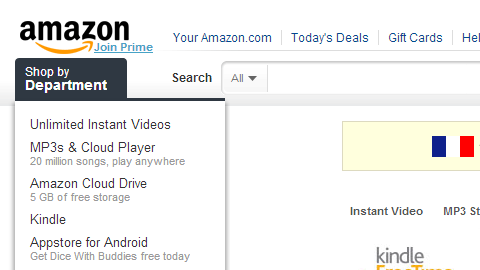 amazon
Join Prime
Your Amazon.com
Today's Deals
Gift Cards
Hel
Shop by
Department
Search
All
Unlimited Instant Videos
MP3s & Cloud Player
20 million songs, play anywhere
Amazon Cloud Drive
5 GB of free storage
Kindle
Appstore for Android
Get Dice With Buddies free today
Instant Video
MP3 St
kindle